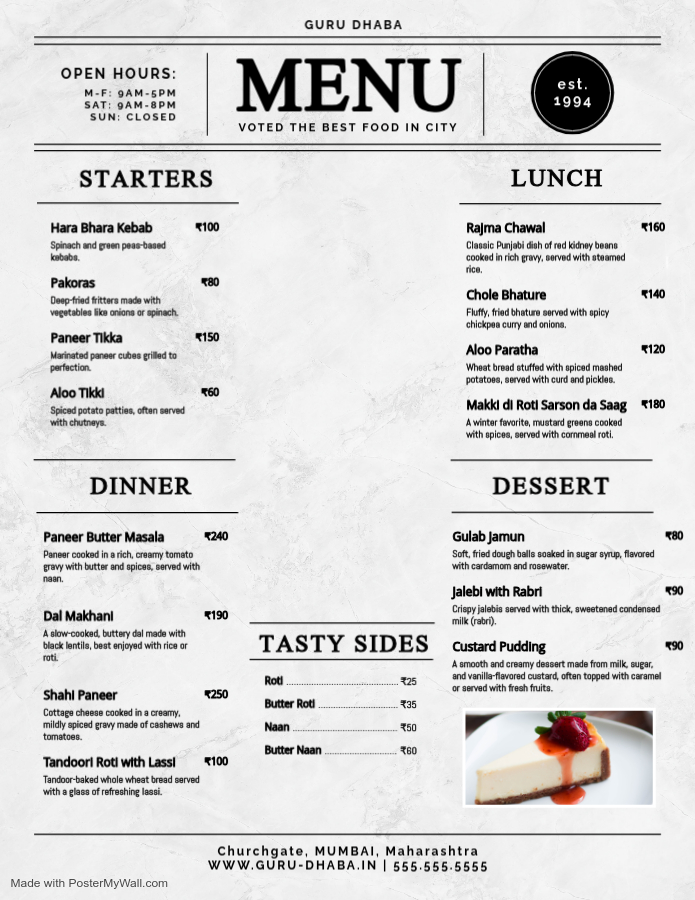 GURU DHABA
OPEN HOURS:
M-F: 9AM-5PM
SAT: 9AM-8PM
SUN: CLOSED
MENU
VOTED THE BEST FOOD IN CITY
est.
1994
STARTERS
Hara Bhara Kebab ₹100
Spinach and green peas-based
kebabs.
Pakoras ₹80
Deep-fried fritters made with
vegetables like onions or spinach.
Paneer Tikka ₹150
Marinated paneer cubes grilled to
perfection.
Aloo Tikki ₹60
Spiced potato patties, often served
with chutneys.
LUNCH
Rajma Chawal ₹160
Classic Punjabi dish of red kidney beans
cooked in rich gravy, served with steamed
rice.
Chole Bhature ₹140
Fluffy, fried bhature served with spicy
chickpea curry and onions.
Aloo Paratha ₹120
Wheat bread stuffed with spiced mashed
potatoes, served with curd and pickles.
Makki di Roti Sarson da Saag ₹180
A winter favorite, mustard greens cooked
with spices, served with cornmeal roti.
DINNER
Paneer Butter Masala ₹240
Paneer cooked in a rich, creamy tomato
gravy with butter and spices, served with
naan.
Dal Makhani ₹190
A slow-cooked, buttery dal made with
black lentils, best enjoyed with rice or
roti.
Shahi Paneer ₹250
Cottage cheese cooked in a creamy,
mildly spiced gravy made of cashews and
tomatoes.
Tandoori Roti with Lassi ₹100
Tandoor-baked whole wheat bread served
with a glass of refreshing lassi.
TASTY SIDES
Roti ₹25
Butter Roti ₹35
Naan ₹50
Butter Naan ₹60
DESSERT
Gulab Jamun ₹80
Soft, fried dough balls soaked in sugar syrup, flavored
with cardamom and rosewater.
Jalebi with Rabri ₹90
Crispy jalebis served with thick, sweetened condensed
milk (rabri).
Custard Pudding ₹90
A smooth and creamy dessert made from milk, sugar,
and vanilla-flavored custard, often topped with caramel
or served with fresh fruits.
Churchgate, MUMBAI, Maharashtra
WWW.GURU-DHABA.IN | 555.555.5555
Made with PosterMyWall.com